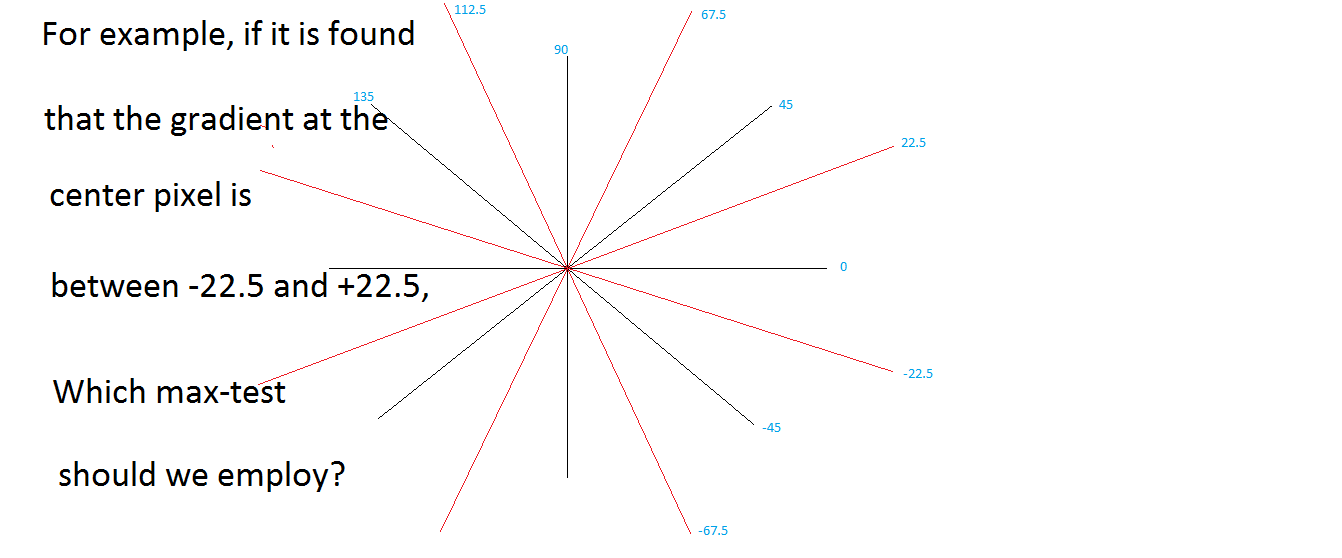 For example, if it is found
that the gradient at the
center pixel is
between -22.5 and +22.5,
Which max-test
should we employ?
112.5
67.5
90
135
45
22.5
0
-22.5
-45
-67.5